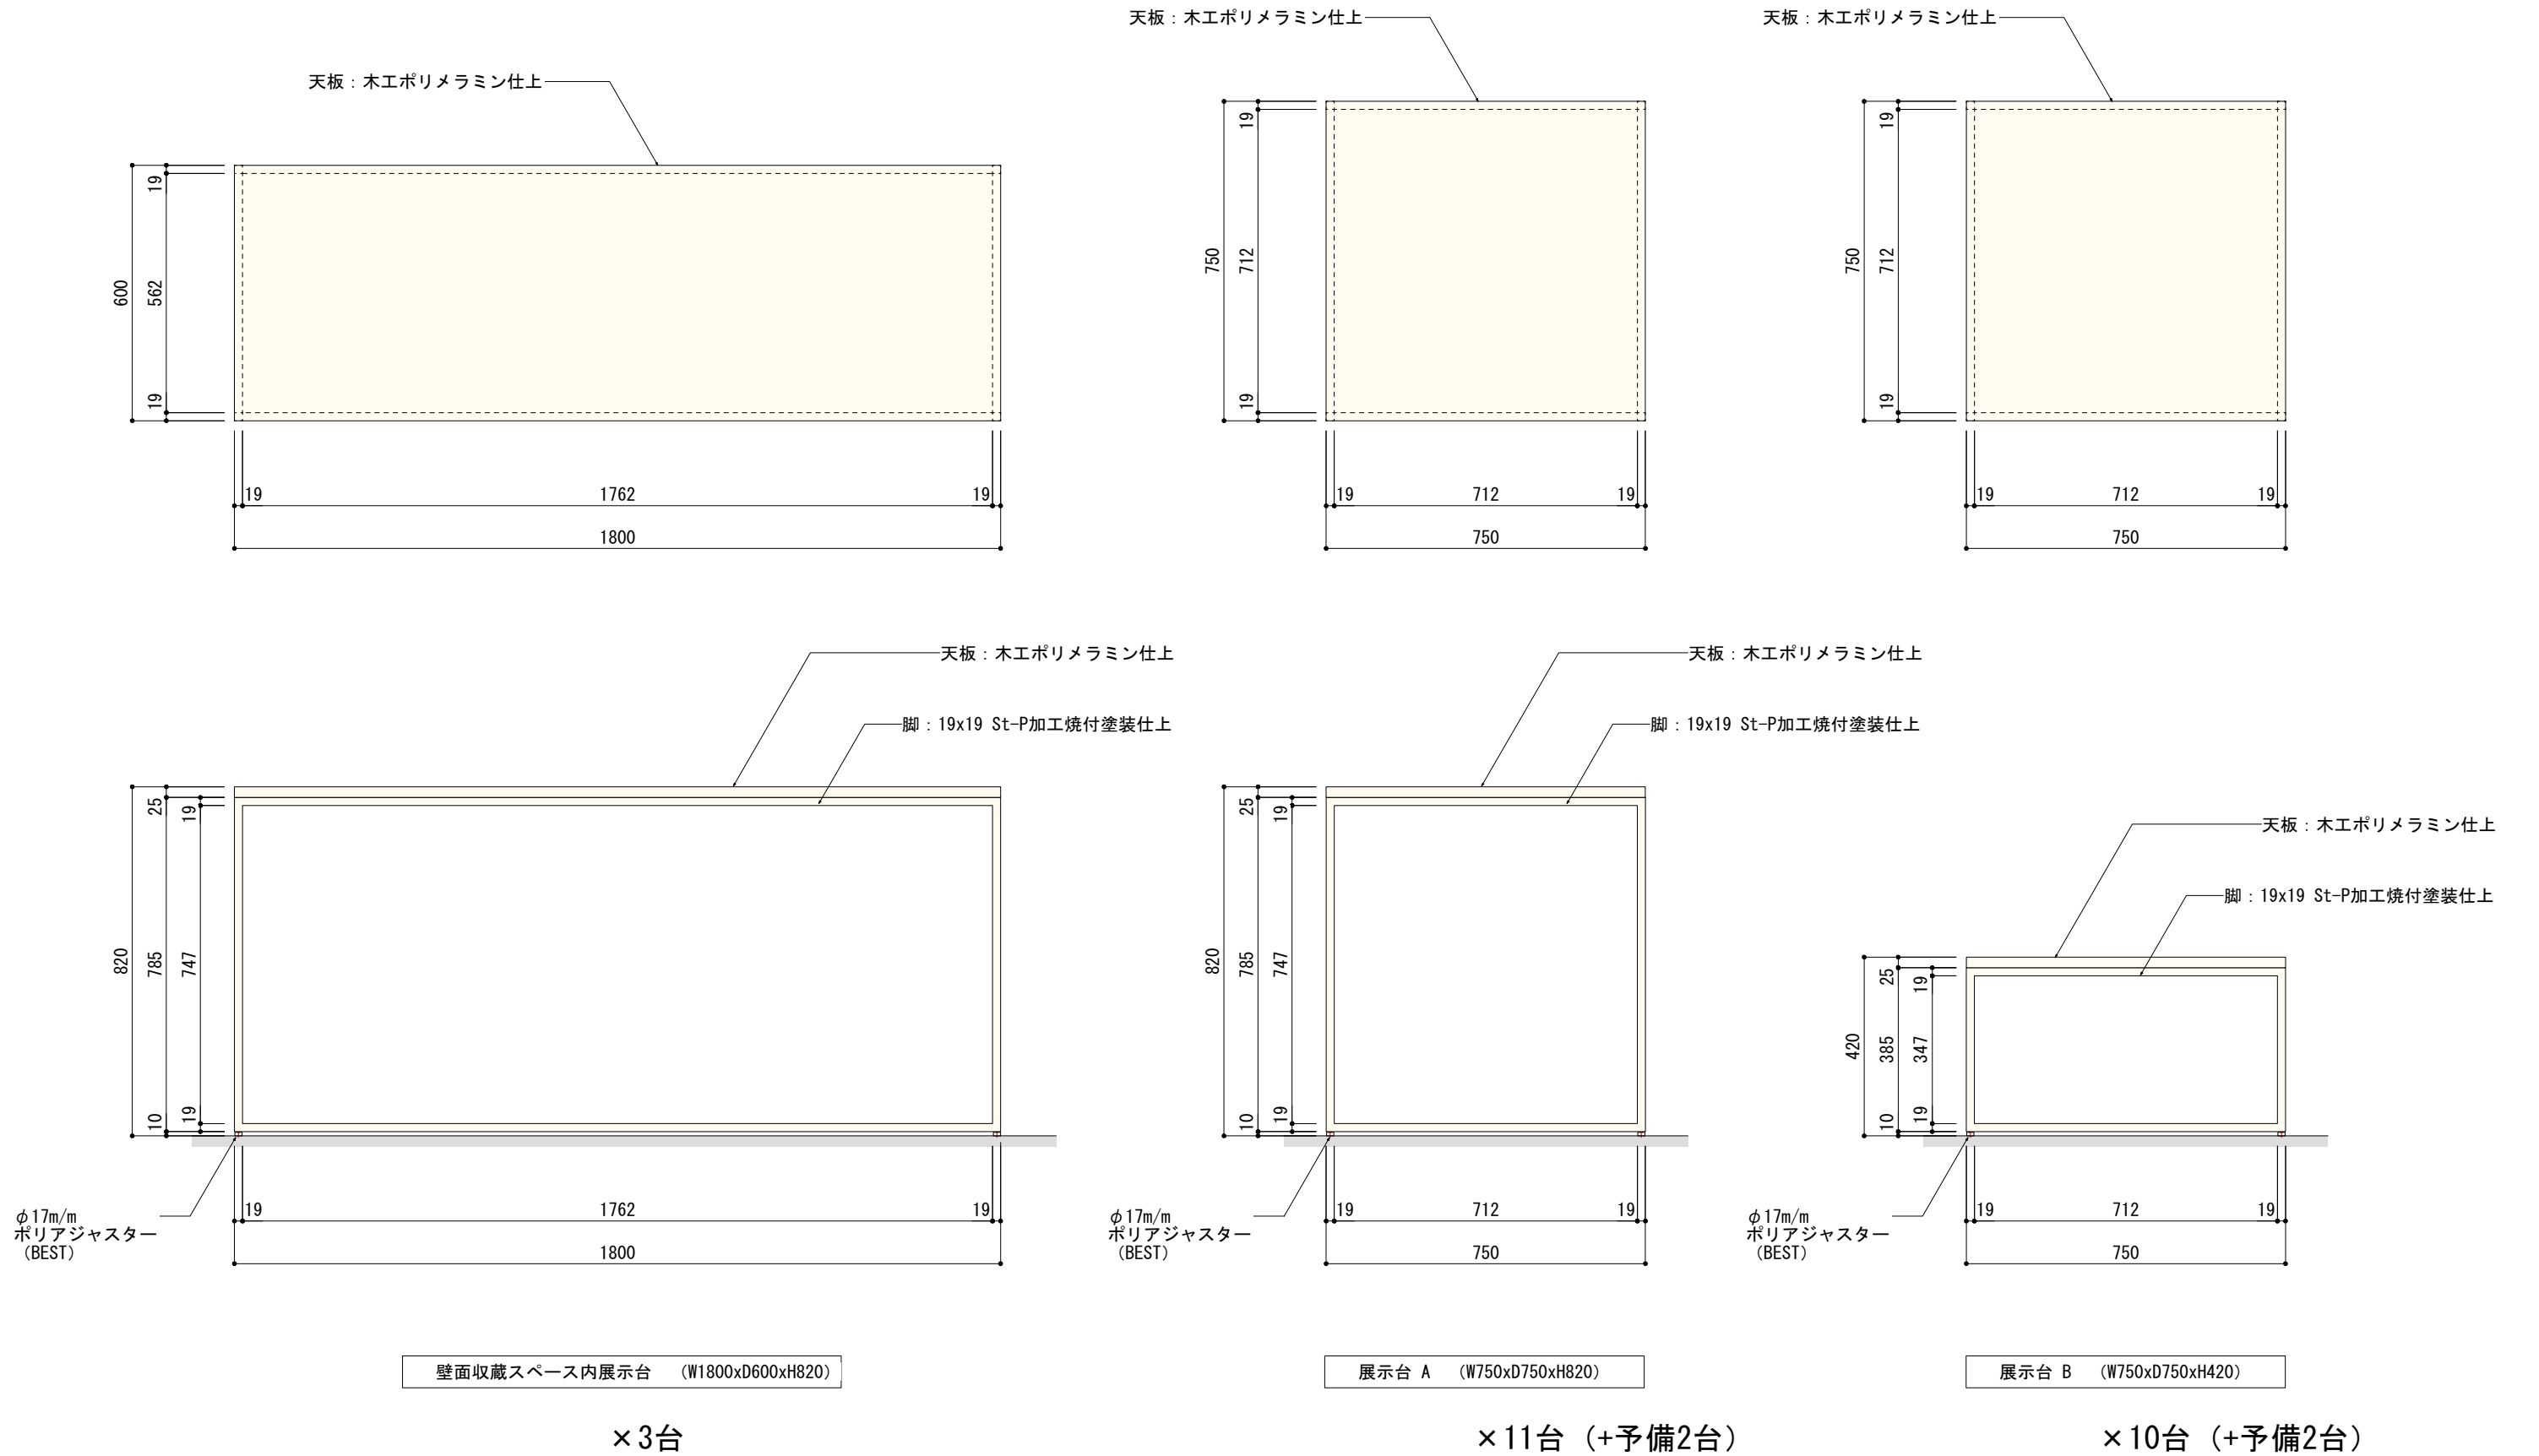 天板：木工ポリメラミン仕上
天板：木工ポリメラミン仕上
天板：木工ポリメラミン仕上
600
19
562
19
19
1762
19
1800
750
19
712
19
19
712
19
750
750
19
712
19
19
712
19
750
天板：木工ポリメラミン仕上
脚：19x19 St-P加工焼付塗装仕上
820
25
785
10
19
747
19
19
1762
19
1800
φ17m/m
ポリアジャスター
(BEST)
天板：木工ポリメラミン仕上
脚：19x19 St-P加工焼付塗装仕上
820
25
785
10
19
747
19
19
712
19
750
φ17m/m
ポリアジャスター
(BEST)
天板：木工ポリメラミン仕上
脚：19x19 St-P加工焼付塗装仕上
420
25
385
10
19
347
19
19
712
19
750
φ17m/m
ポリアジャスター
(BEST)
壁面収蔵スペース内展示台 (W1800xD600xH820)
展示台 A (W750xD750xH820)
展示台 B (W750xD750xH420)
×3台
×11台（+予備2台）
×10台（+予備2台）